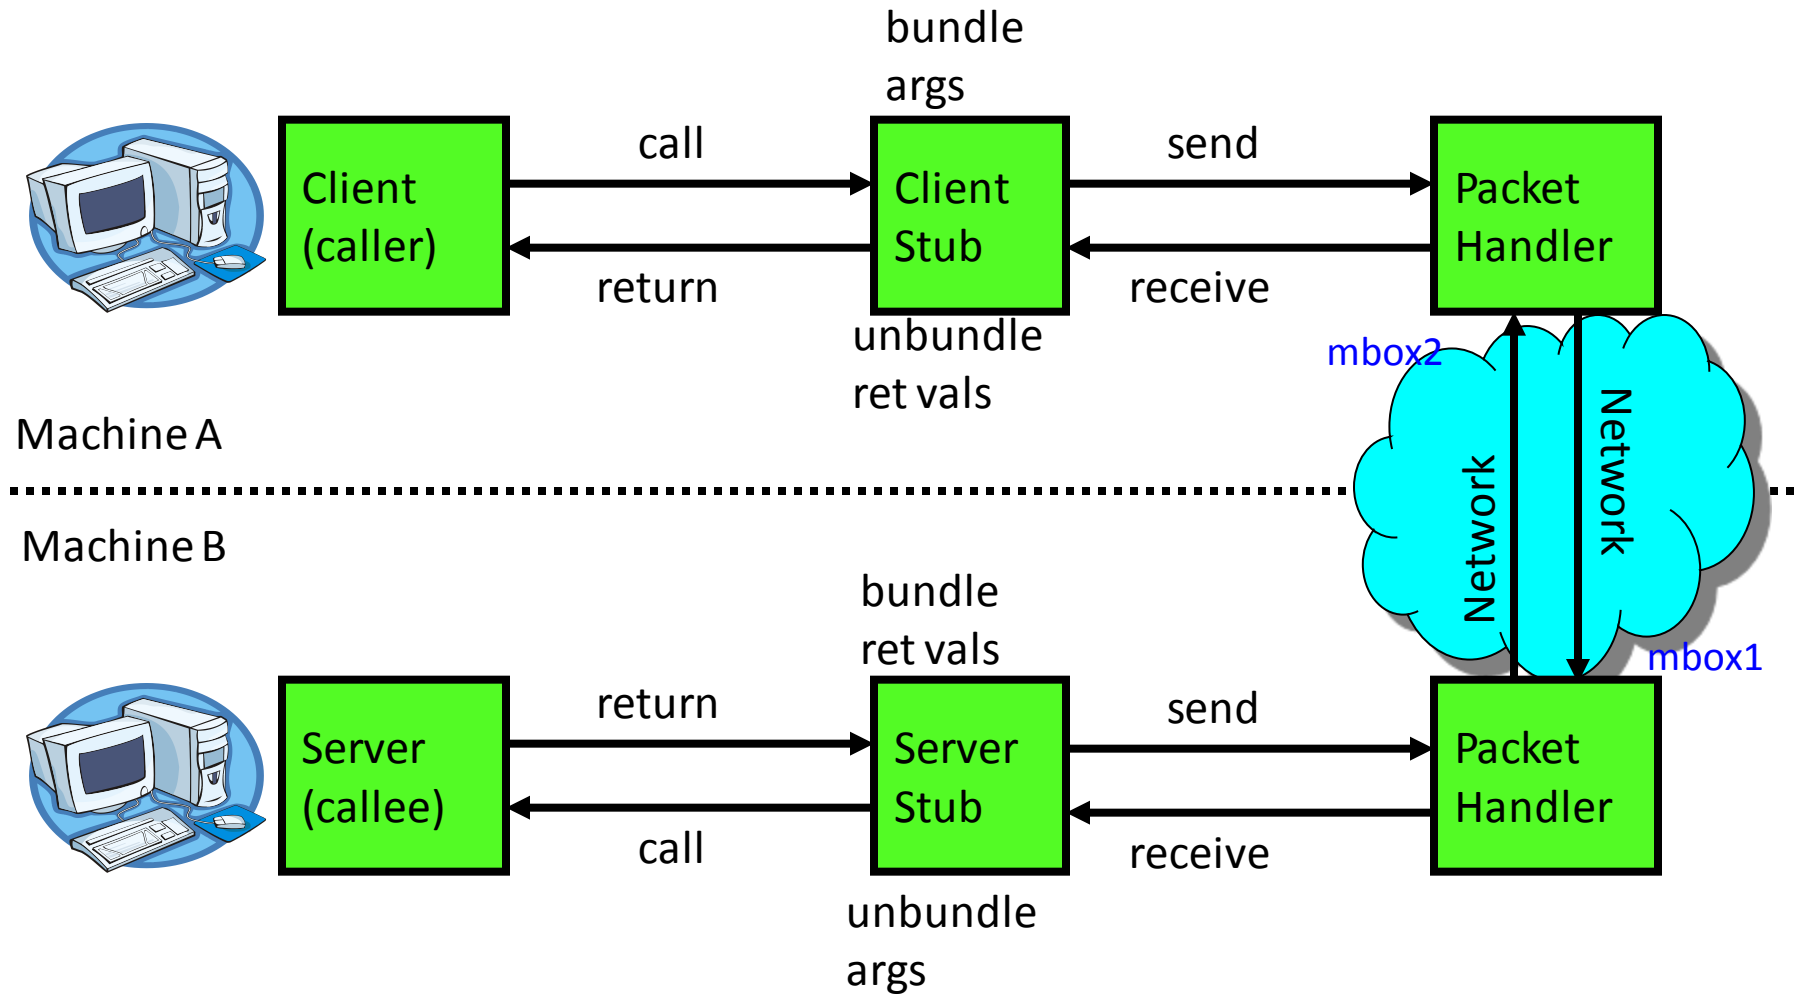 bundle
args
call
send
Client
(caller)
Client
Stub
Packet
Handler
return
receive
unbundle
ret vals
mbox2
Machine A
Network
Network
Machine B
bundle
ret vals
mbox1
return
send
Server
(callee)
Server
Stub
Packet
Handler
call
receive
unbundle
args